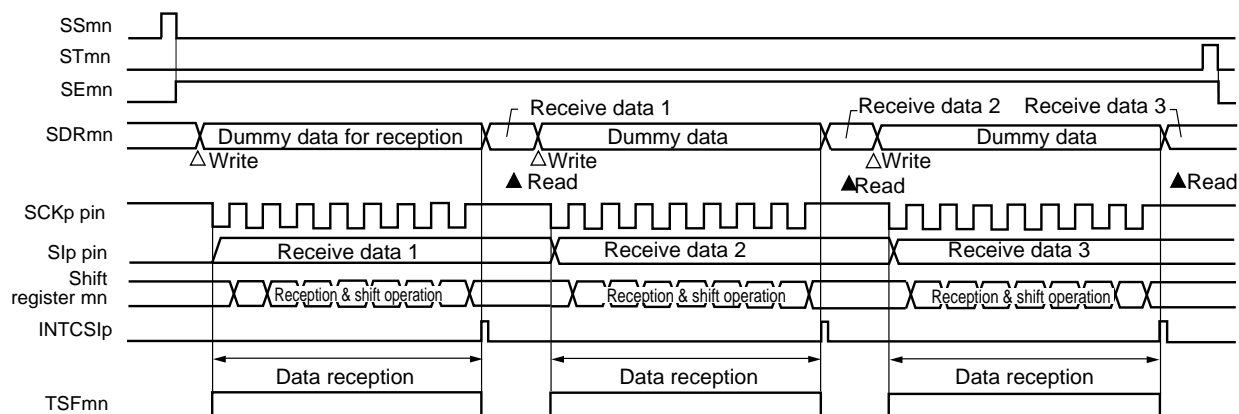 SSmn
STmn
SEmn
Receive data 1
Receive data 2
Receive data 3
SDRmn
Dummy data for reception
Dummy data
Dummy data
△Write
△Write
△Write
▲Read
▲Read
▲Read
SCKp pin
SIp pin
Receive data 1
Receive data 2
Receive data 3
Shift
register mn
Reception & shift operation
Reception & shift operation
Reception & shift operation
INTCSIp
Data reception
Data reception
Data reception
TSFmn